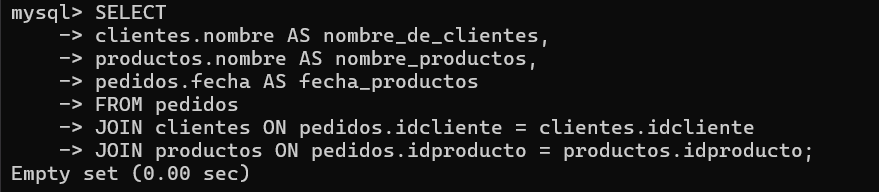 mysql> SELECT
    -> clientes.nombre AS nombre_de_clientes,
    -> productos.nombre AS nombre_productos,
    -> pedidos.fecha AS fecha_productos
    -> FROM pedidos
    -> JOIN clientes ON pedidos.idcliente = clientes.idcliente
    -> JOIN productos ON pedidos.idproducto = productos.idproducto;
Empty set (0.00 sec)